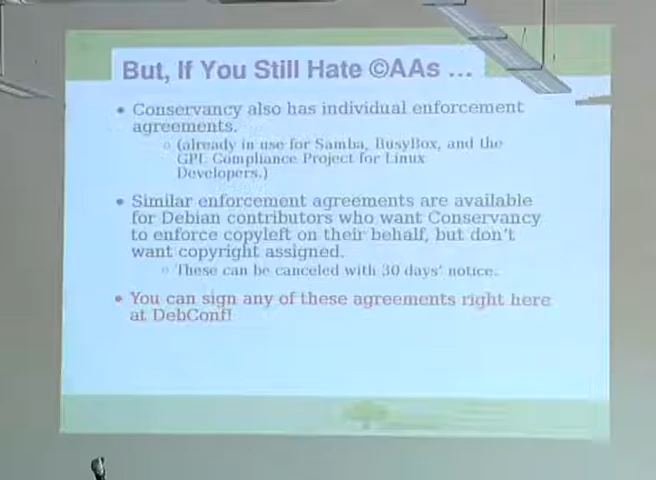 But, If You Still Hate ©AAs ...
• Conservancy also has individual enforcement
agreements.
◦ (already in use for Samba, BusyBox, and the
GPL Compliance Project for Linux
Developers.)
• Similar enforcement agreements are available
for Debian contributors who want Conservancy
to enforce copyleft on their behalf, but don't
want copyright assigned.
◦ These can be canceled with 30 days' notice.
• You can sign any of these agreements right here
at DebConf!